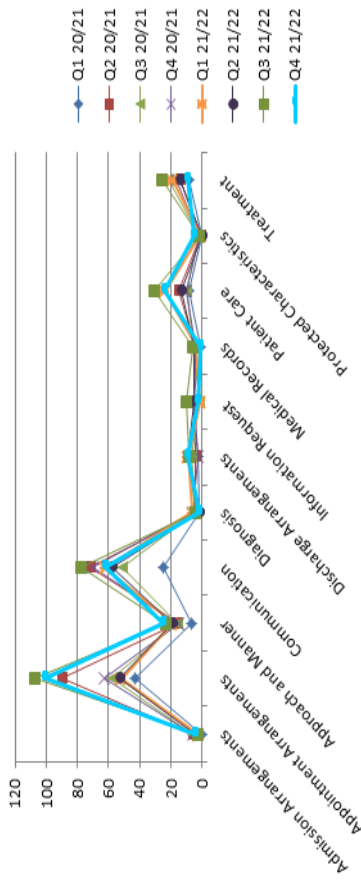 Q1 20/21
Q2 20/21
Q3 20/21
Q4 20/21
Q1 21/22
Q2 21/22
Q3 21/22
Q4 21/22
120
100
80
60
40
20
0
Admission Arrangements
Appointment Arrangements
Approach and Manner
Communication
Diagnosis
Discharge Arrangements
Information Request
Medical Records
Patient Care
Protected Characteristics
Treatment